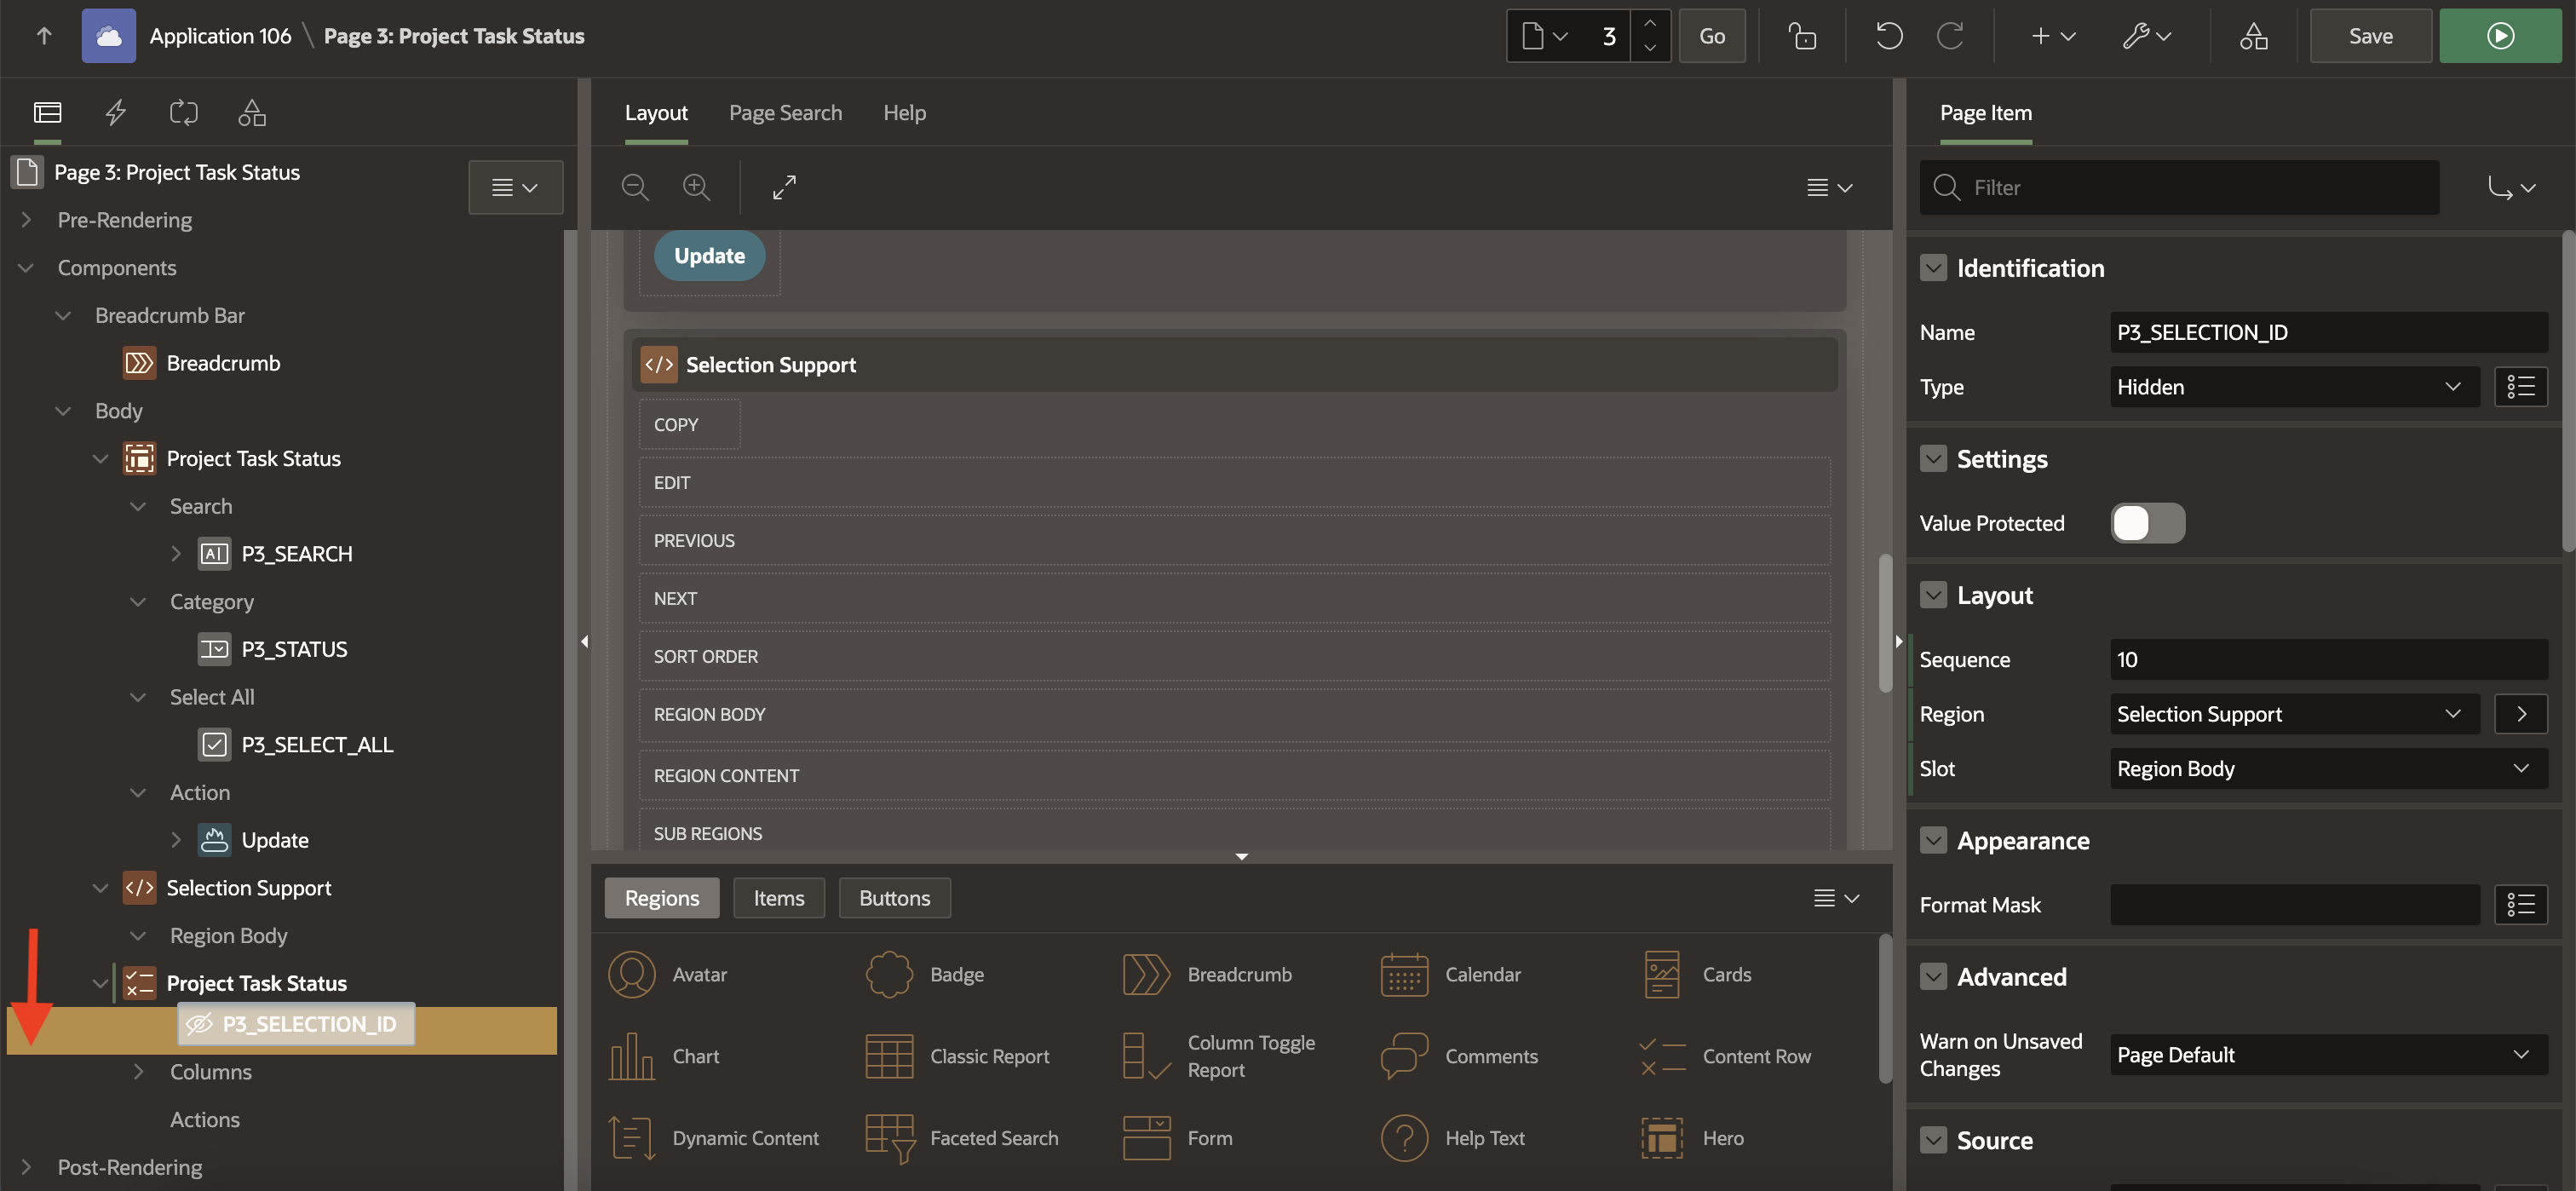 Application 106 \ Page 3: Project Task Status
3
Go
Save
Page 3: Project Task Status
Pre-Rendering
Components
Breadcrumb Bar
Breadcrumb
Body
Project Task Status
Search
P3_SEARCH
Category
P3_STATUS
Select All
P3_SELECT_ALL
Action
Update
Selection Support
Region Body
Project Task Status
P3_SELECTION_ID
Columns
Actions
Post-Rendering
Layout
Page Search
Help
Update
Selection Support
COPY
EDIT
PREVIOUS
NEXT
SORT ORDER
REGION BODY
REGION CONTENT
SUB REGIONS
Regions
Items
Buttons
Avatar
Badge
Breadcrumb
Calendar
Cards
Chart
Classic Report
Column Toggle
Report
Comments
Content Row
Dynamic Content
Faceted Search
Form
Help Text
Hero
Page Item
Filter
Identification
Name
P3_SELECTION_ID
Type
Hidden
Settings
Value Protected
Layout
Sequence
10
Region
Selection Support
Slot
Region Body
Appearance
Format Mask
Advanced
Warn on Unsaved
Changes
Page Default
Source